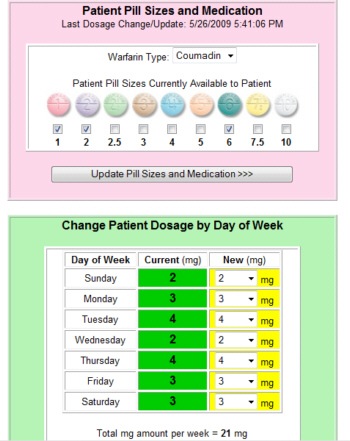 Patient Pill Sizes and Medication
Last Dosage Change/Update: 5/26/2009 5:41:06 PM
Warfarin Type: Coumadin
Patient Pill Sizes Currently Available to Patient
1 2 2.5 3 4 5 6 7.5 10
Update Pill Sizes and Medication >>>
Change Patient Dosage by Day of Week
Day of Week Current (mg) New (mg)
Sunday 2 2 mg
Monday 3 3 mg
Tuesday 4 4 mg
Wednesday 2 2 mg
Thursday 4 4 mg
Friday 3 3 mg
Saturday 3 3 mg
Total mg amount per week = 21 mg